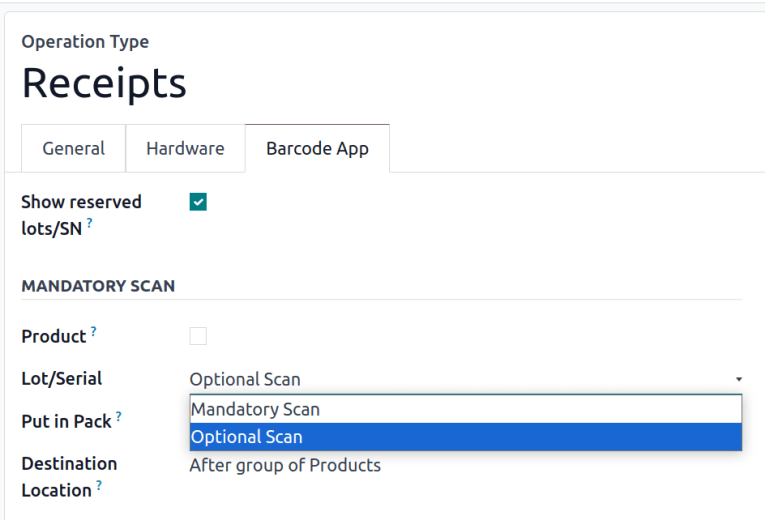 Operation Type
Receipts
General Hardware Barcode App
Show reserved
lots/SN ?
MANDATORY SCAN
Product ?
Lot/Serial Optional Scan
Mandatory Scan
Put in Pack ?
Optional Scan
Destination After group of Products
Location ?